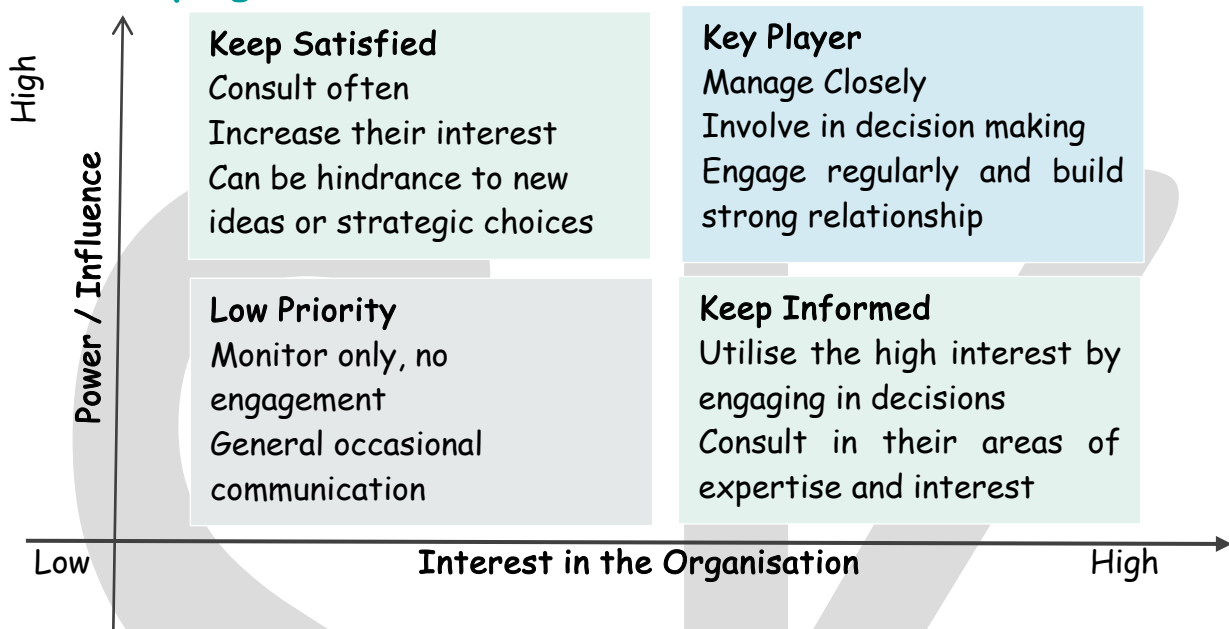 High
Power / Influence
Keep Satisfied
Consult often
Increase their interest
Can be hindrance to new
ideas or strategic choices
Key Player
Manage Closely
Involve in decision making
Engage regularly and build
strong relationship
Low Priority
Monitor only, no
engagement
General occasional
communication
Keep Informed
Utilise the high interest by
engaging in decisions
Consult in their areas of
expertise and interest
Low
Interest in the Organisation
High